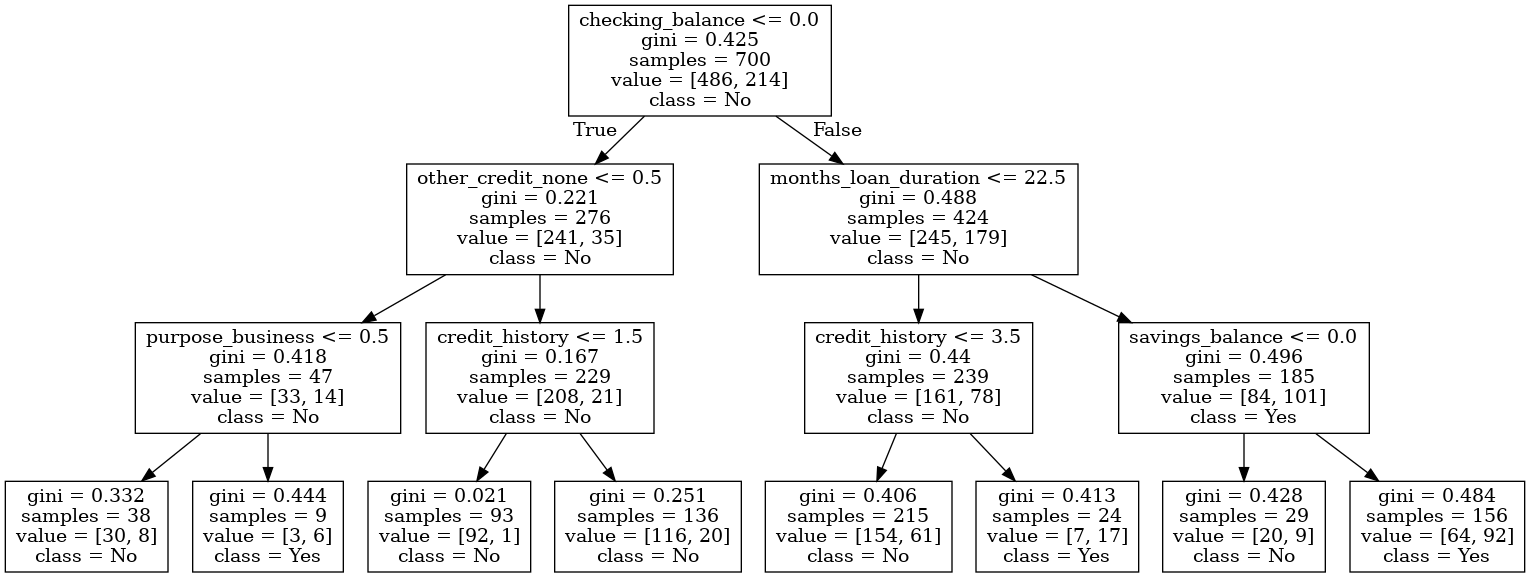 checking_balance <= 0.0
gini = 0.425
samples = 700
value = [486, 214]
class = No
True
False
other_credit_none <= 0.5
gini = 0.221
samples = 276
value = [241, 35]
class = No
months_loan_duration <= 22.5
gini = 0.488
samples = 424
value = [245, 179]
class = No
purpose_business <= 0.5
gini = 0.418
samples = 47
value = [33, 14]
class = No
credit_history <= 1.5
gini = 0.167
samples = 229
value = [208, 21]
class = No
credit_history <= 3.5
gini = 0.44
samples = 239
value = [161, 78]
class = No
savings_balance <= 0.0
gini = 0.496
samples = 185
value = [84, 101]
class = Yes
gini = 0.332
samples = 38
value = [30, 8]
class = No
gini = 0.444
samples = 9
value = [3, 6]
class = Yes
gini = 0.021
samples = 93
value = [92, 1]
class = No
gini = 0.251
samples = 136
value = [116, 20]
class = No
gini = 0.406
samples = 215
value = [154, 61]
class = No
gini = 0.413
samples = 24
value = [7, 17]
class = Yes
gini = 0.428
samples = 29
value = [20, 9]
class = No
gini = 0.484
samples = 156
value = [64, 92]
class = Yes